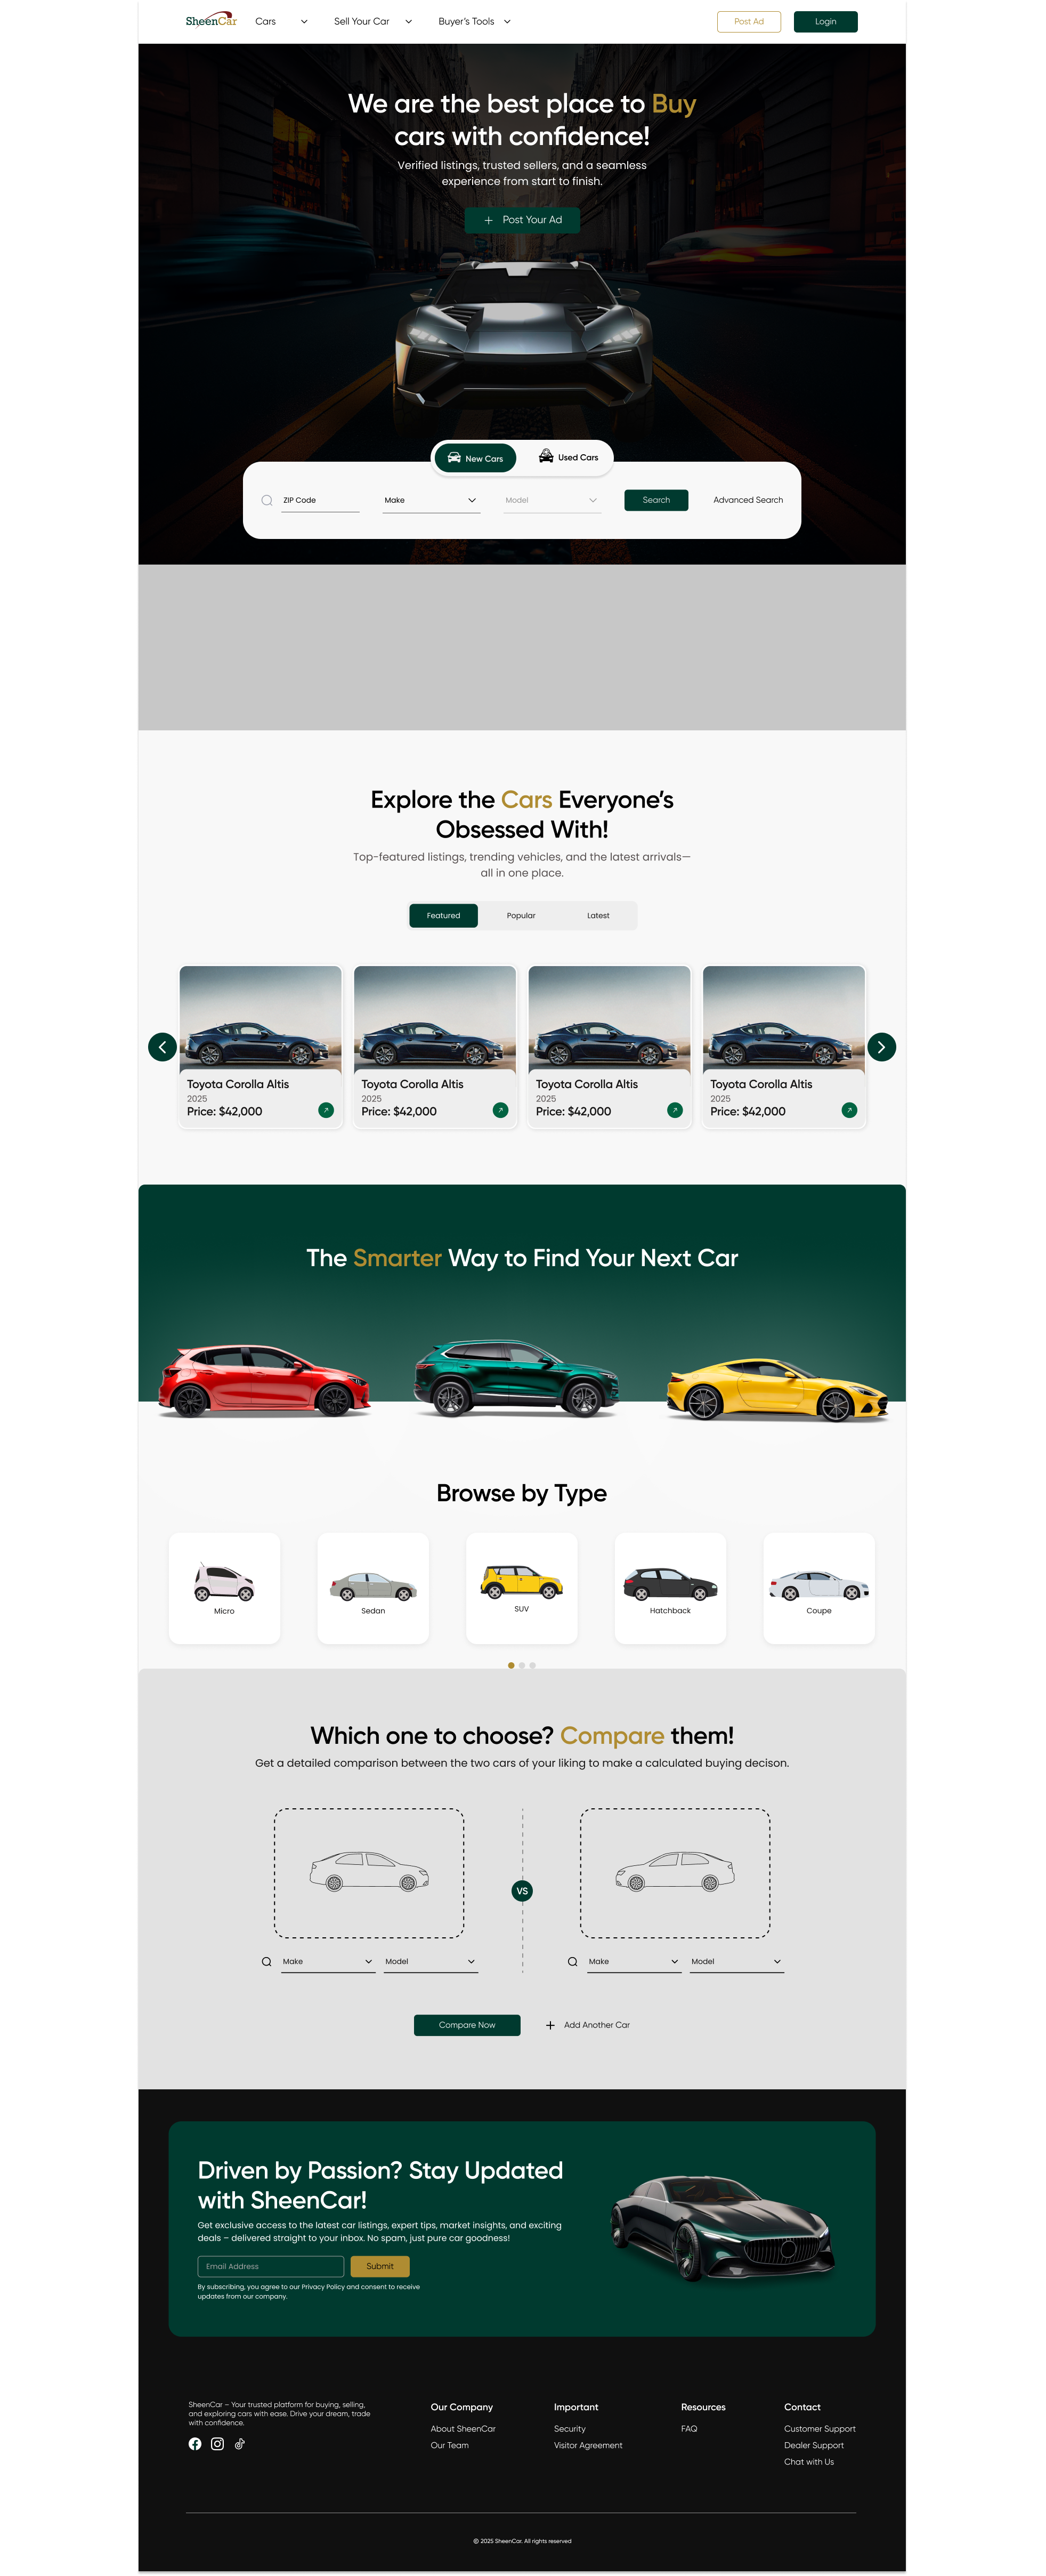 SheenCar
Cars
Sell Your Car
Buyer's Tools
Post Ad
Login
We are the best place to Buy
cars with confidence!
Verified listings, trusted sellers, and a seamless
experience from start to finish.
Post Your Ad
New Cars
Used Cars
ZIP Code
Make
Model
Search
Advanced Search
Explore the Cars Everyone's
Obsessed With!
Top-featured listings, trending vehicles, and the latest arrivals—
all in one place.
Featured
Popular
Latest
Toyota Corolla Altis
2025
Price: $42,000
Toyota Corolla Altis
2025
Price: $42,000
Toyota Corolla Altis
2025
Price: $42,000
Toyota Corolla Altis
2025
Price: $42,000
The Smarter Way to Find Your Next Car
Browse by Type
Micro
Sedan
SUV
Hatchback
Coupe
Which one to choose? Compare them!
Get a detailed comparison between the two cars of your liking to make a calculated buying decison.
VS
Make
Model
Make
Model
Compare Now
Add Another Car
Driven by Passion? Stay Updated
with SheenCar!
Get exclusive access to the latest car listings, expert tips, market insights, and exciting
deals – delivered straight to your inbox. No spam, just pure car goodness!
Email Address
Submit
By subscribing, you agree to our Privacy Policy and consent to receive
updates from our company.
SheenCar – Your trusted platform for buying, selling,
and exploring cars with ease. Drive your dream, trade
with confidence.
Our Company
About SheenCar
Our Team
Important
Security
Visitor Agreement
Resources
FAQ
Contact
Customer Support
Dealer Support
Chat with Us
© 2025 SheenCar. All rights reserved